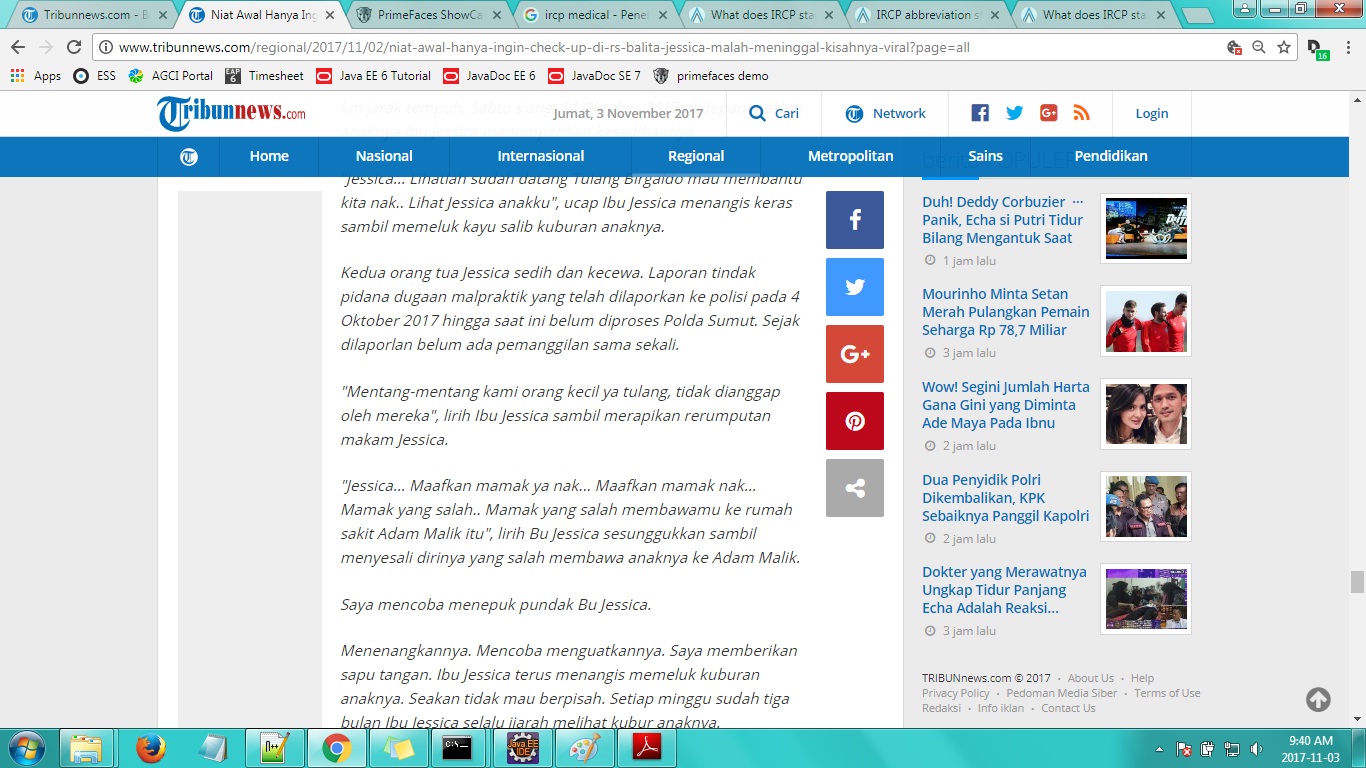 Tribunnews.com - B
Niat Awal Hanya Ing
PrimeFaces ShowCa
ircp medical - Penel
What does IRCP sta
IRCP abbreviation s
What does IRCP sta
www.tribunnews.com/regional/2017/11/02/niat-awal-hanya-ingin-check-up-di-rs-balita-jessica-malah-meninggal-kisahnya-viral?page=all
16
Apps
ESS
AGCI Portal
EAP 6
Timesheet
Java EE 6 Tutorial
JavaDoc EE 6
JavaDoc SE 7
primefaces demo
Tribunnews.com
Jumat, 3 November 2017
Cari
Network
Login
Home
Nasional
Internasional
Regional
Metropolitan
Sains
Pendidikan
"Jessica... Lihatlah sudah datang Tulang Birgaldo mau membantu
kita nak.. Lihat Jessica anakku", ucap Ibu Jessica menangis keras
sambil memeluk kayu salib kuburan anaknya.
Kedua orang tua Jessica sedih dan kecewa. Laporan tindak
pidana dugaan malpraktik yang telah dilaporkan ke polisi pada 4
Oktober 2017 hingga saat ini belum diproses Polda Sumut. Sejak
dilaporlan belum ada pemanggilan sama sekali.
"Mentang-mentang kami orang kecil ya tulang, tidak dianggap
oleh mereka", lirih Ibu Jessica sambil merapikan rerumputan
makam Jessica.
"Jessica... Maafkan mamak ya nak... Maafkan mamak nak...
Mamak yang salah.. Mamak yang salah membawamu ke rumah
sakit Adam Malik itu", lirih Bu Jessica sesunggukkan sambil
menyesali dirinya yang salah membawa anaknya ke Adam Malik.
Saya mencoba menepuk pundak Bu Jessica.
Menenangkannya. Mencoba menguatkannya. Saya memberikan
sapu tangan. Ibu Jessica terus menangis memeluk kuburan
anaknya. Seakan tidak mau berpisah. Setiap minggu sudah tiga
bulan Ibu Jessica selalu jiarah melihat kubur anaknya.
Duh! Deddy Corbuzier ...
Panik, Echa si Putri Tidur
Bilang Mengantuk Saat
1 jam lalu
Mourinho Minta Setan
Merah Pulangkan Pemain
Seharga Rp 78,7 Miliar
3 jam lalu
Wow! Segini Jumlah Harta
Gana Gini yang Diminta
Ade Maya Pada Ibnu
2 jam lalu
Dua Penyidik Polri
Dikembalikan, KPK
Sebaiknya Panggil Kapolri
2 jam lalu
Dokter yang Merawatnya
Ungkap Tidur Panjang
Echa Adalah Reaksi...
3 jam lalu
TRIBUNnews.com © 2017 • About Us • Help
Privacy Policy • Pedoman Media Siber • Terms of Use
Redaksi • Info iklan • Contact Us
9:40 AM
2017-11-03